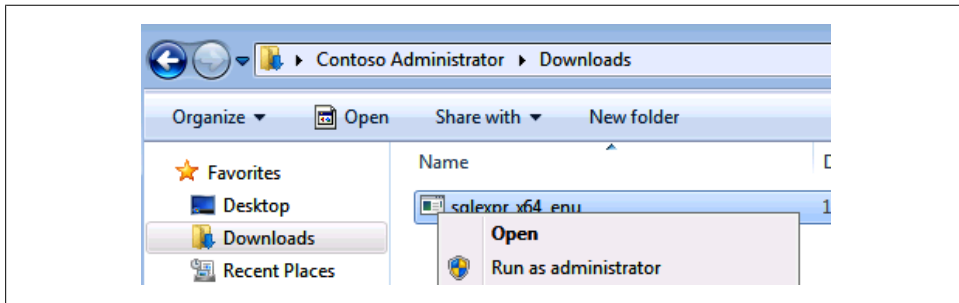 Contoso Administrator Downloads
Organize Open Share with New folder
Name
Favorites
sqlexpr_x64_enu 1
Desktop
Open
Downloads
Run as administrator
Recent Places